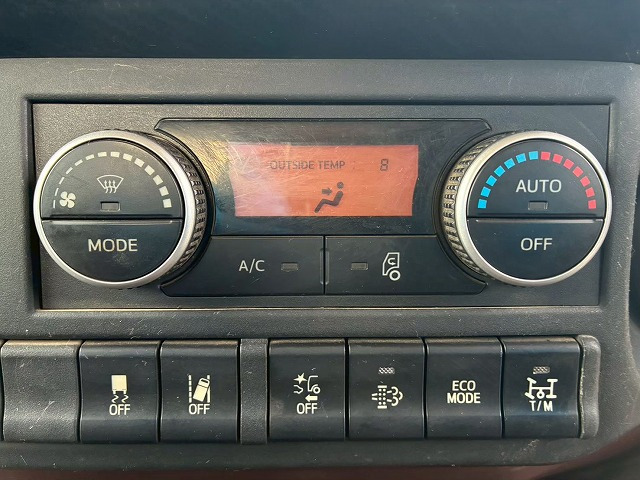 OUTSIDE TEMP 8
MODE
A/C
AUTO
OFF
OFF
OFF
OFF
ECO
MODE
T/M